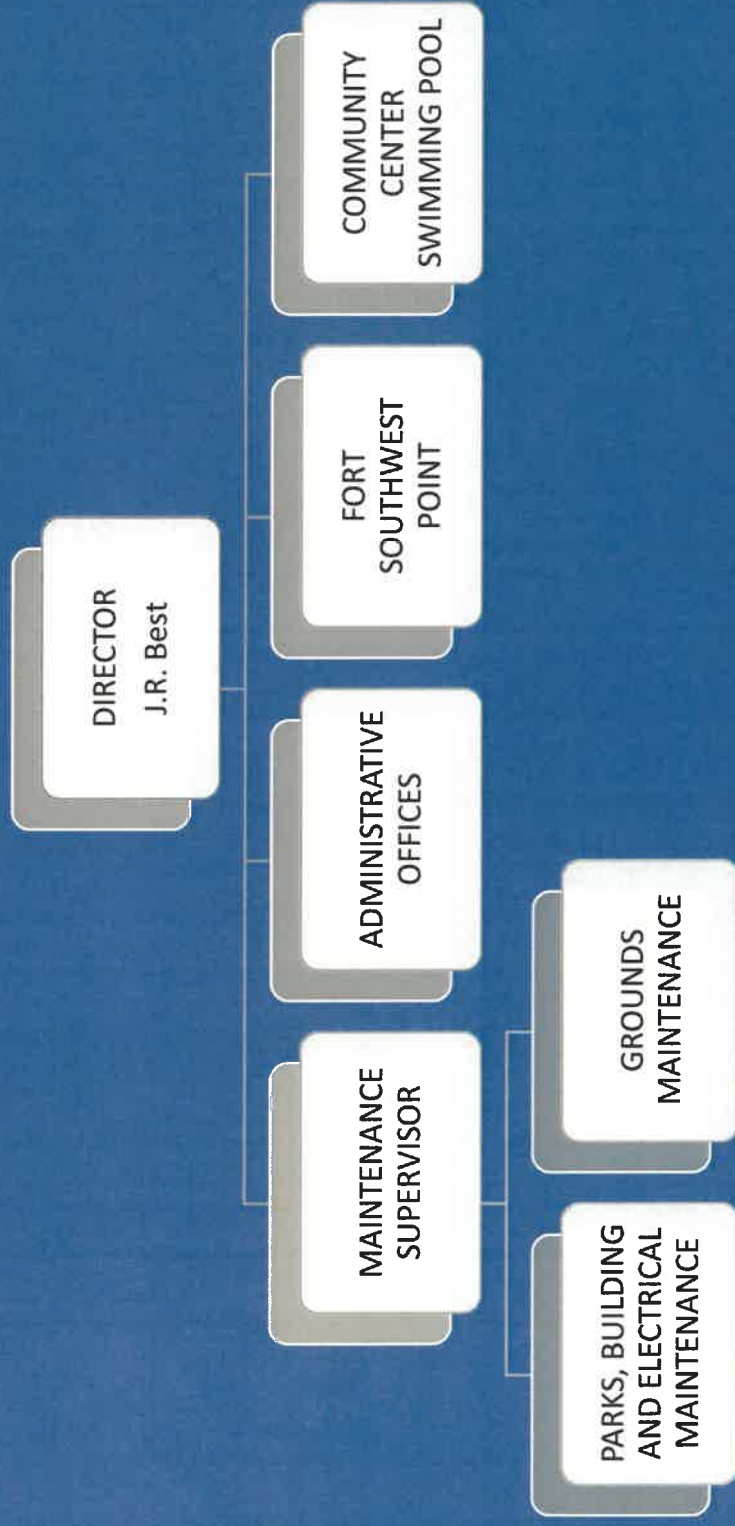 DIRECTOR
J.R. Best
MAINTENANCE
SUPERVISOR
ADMINISTRATIVE
OFFICES
FORT
SOUTHWEST
POINT
COMMUNITY
CENTER
SWIMMING POOL
PARKS, BUILDING
AND ELECTRICAL
MAINTENANCE
GROUNDS
MAINTENANCE